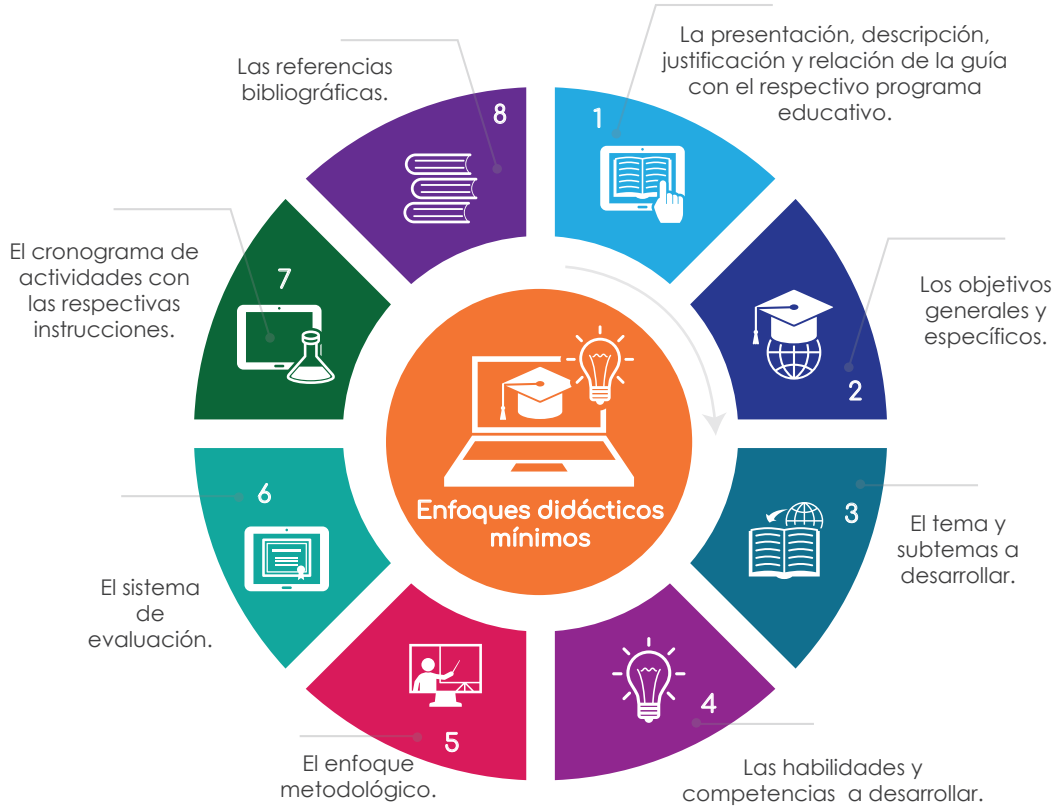 1
La presentación, descripción,
justificación y relación de la guía
con el respectivo programa
educativo.
2
Los objetivos
generales y
específicos.
3
El tema y
subtemas a
desarrollar.
4
Las habilidades y
competencias a desarrollar.
5
El enfoque
metodológico.
6
El sistema
de
evaluación.
7
El cronograma de
actividades con
las respectivas
instrucciones.
8
Las referencias
bibliográficas.
Enfoques didácticos
mínimos